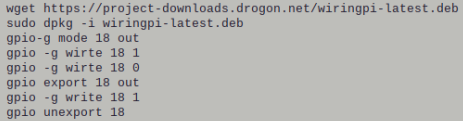 wget https://project-downloads.drogon.net/wiringpi-latest.deb
sudo dpkg -i wiringpi-latest.deb
gpio-g mode 18 out
gpio -g wirte 18 1
gpio -g wirte 18 0
gpio export 18 out
gpio -g write 18 1
gpio unexport 18